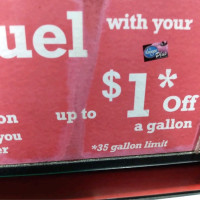 with your
uel
$1* Off
on up to
a gallon
you
er
*35 gallon limit